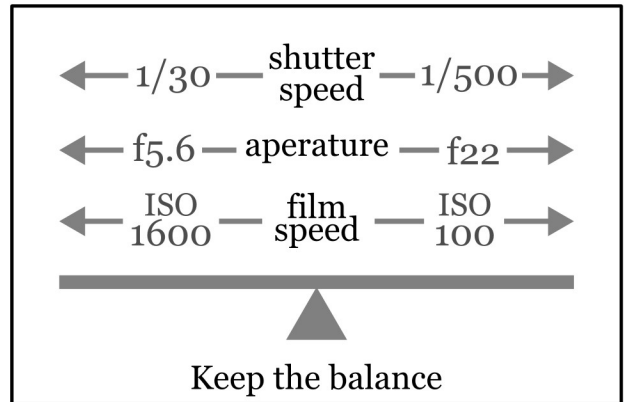 shutter
1/30 speed 1/500
f5.6 aperature f22
ISO film ISO
1600 speed 100
Keep the balance